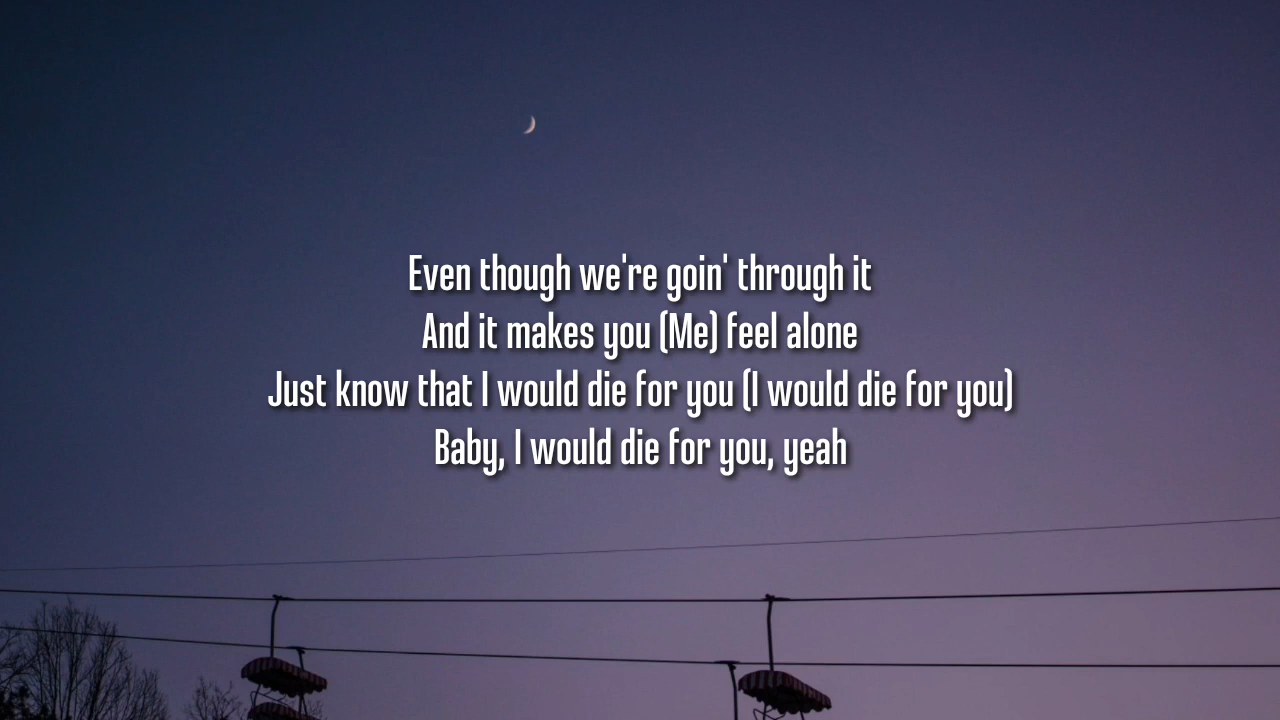 Even though we're goin' through it
And it makes you (Me) feel alone
Just know that I would die for you (I would die for you)
Baby, I would die for you, yeah